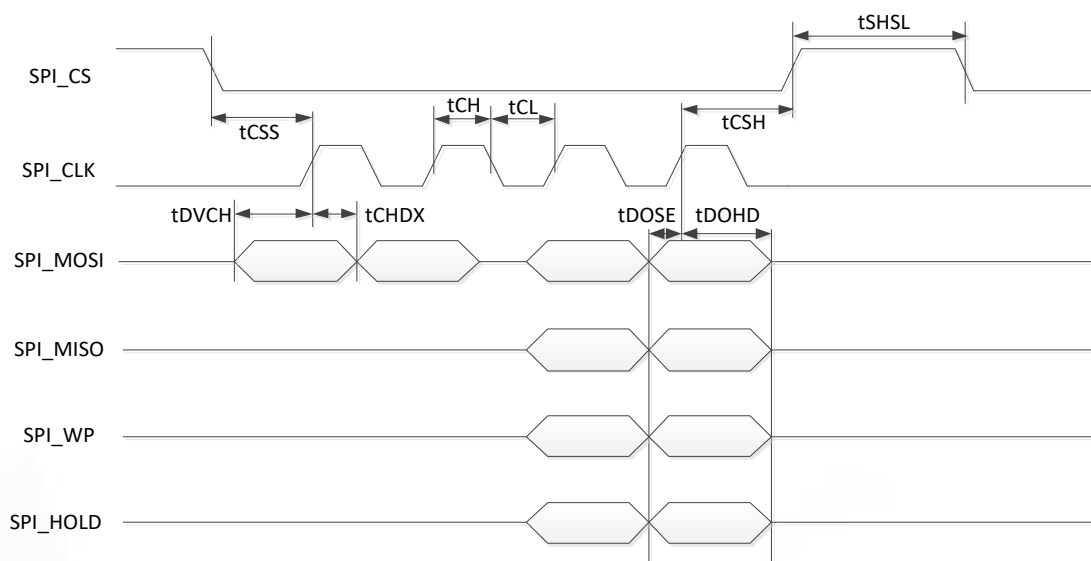 tSHSL
SPI_CS
tCSS
tCH
tCL
tCSH
SPI_CLK
tDVCH
tCHDX
tDOSE
tDOHD
SPI_MOSI
SPI_MISO
SPI_WP
SPI_HOLD